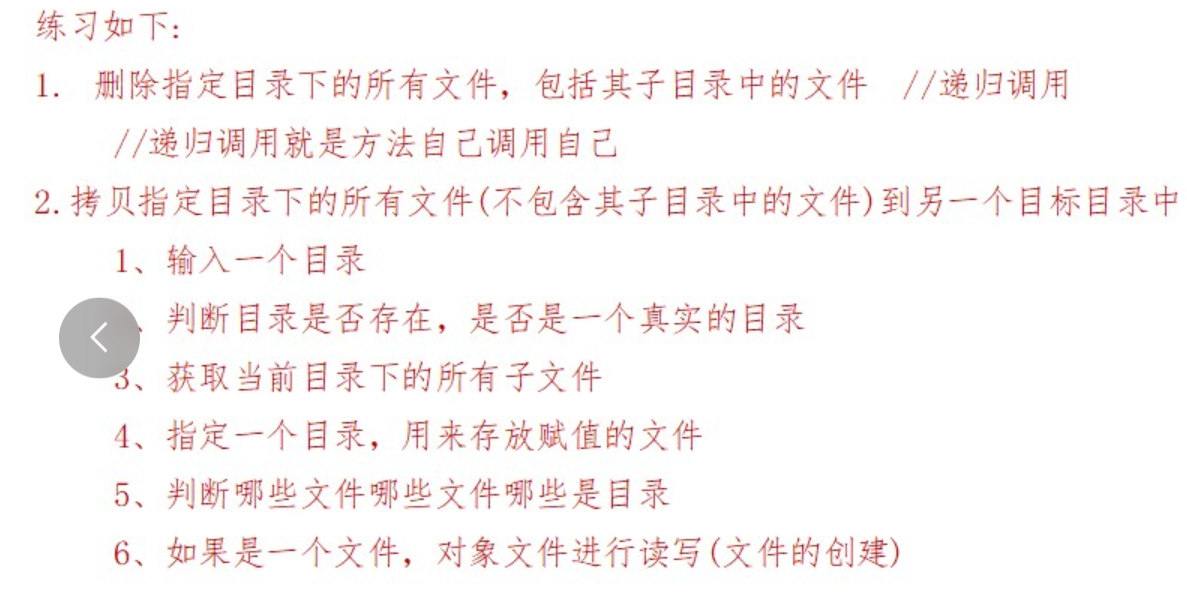 练习如下:
1. 删除指定目录下的所有文件，包括其子目录中的文件 //递归调用
//递归调用就是方法自己调用自己
2.拷贝指定目录下的所有文件(不包含其子目录中的文件)到另一个目标目录中
1、输入一个目录
、判断目录是否存在，是否是一个真实的目录
3、获取当前目录下的所有子文件
4、指定一个目录，用来存放赋值的文件
5、判断哪些文件哪些文件哪些是目录
6、如果是一个文件，对象文件进行读写(文件的创建)